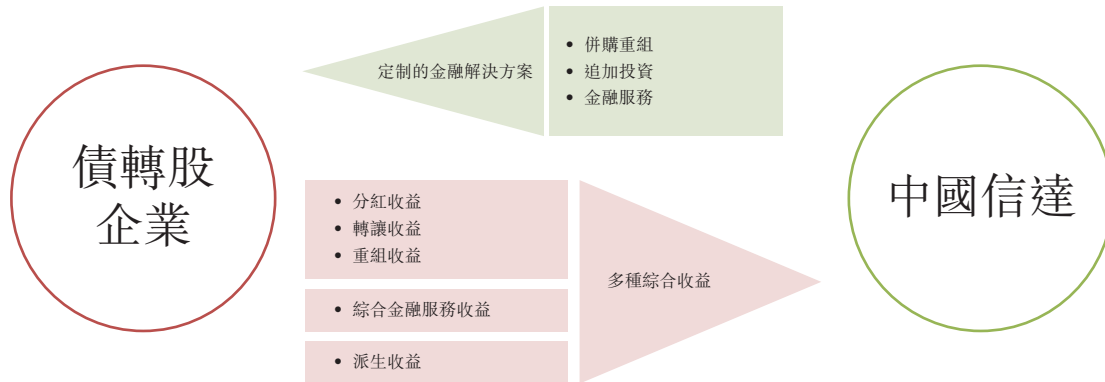 債轉股
企業
定制的金融解決方案
• 併購重組
• 追加投資
• 金融服務
• 分紅收益
• 轉讓收益
• 重組收益
• 綜合金融服務收益
• 派生收益
多種綜合收益
中國信達